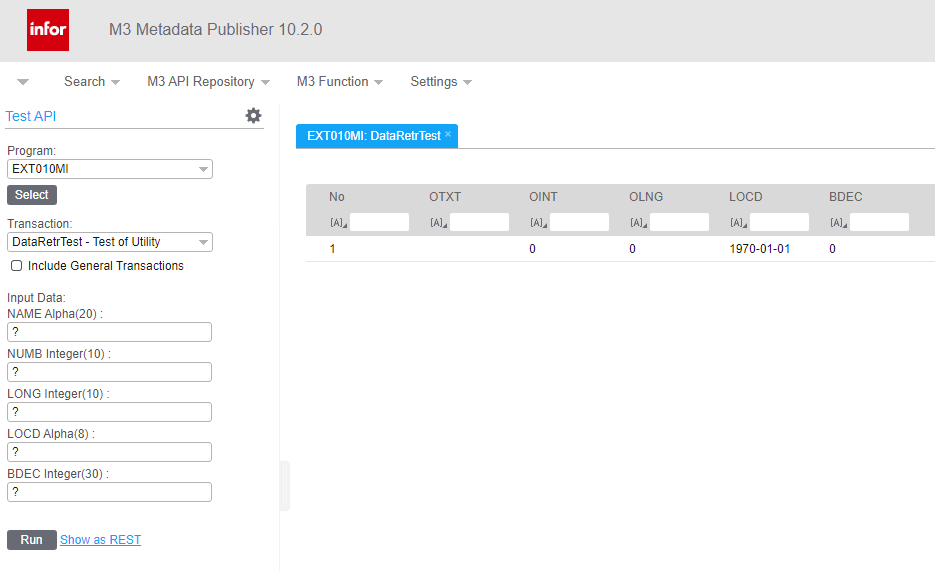 infor
M3 Metadata Publisher 10.2.0
Search M3 API Repository M3 Function Settings
Test API
Program:
EXT010MI
Select
Transaction:
DataRetrTest - Test of Utility
Include General Transactions
Input Data:
NAME Alpha(20) :
?
NUMB Integer(10) :
?
LONG Integer(10) :
?
LOCD Alpha(8) :
?
BDEC Integer(30) :
?
Run Show as REST
EXT010MI: DataRetrTest ×
No OTXT OINT OLNG LOCD BDEC
[A] [A] [A] [A] [A] [A]
1 0 0 1970-01-01 0